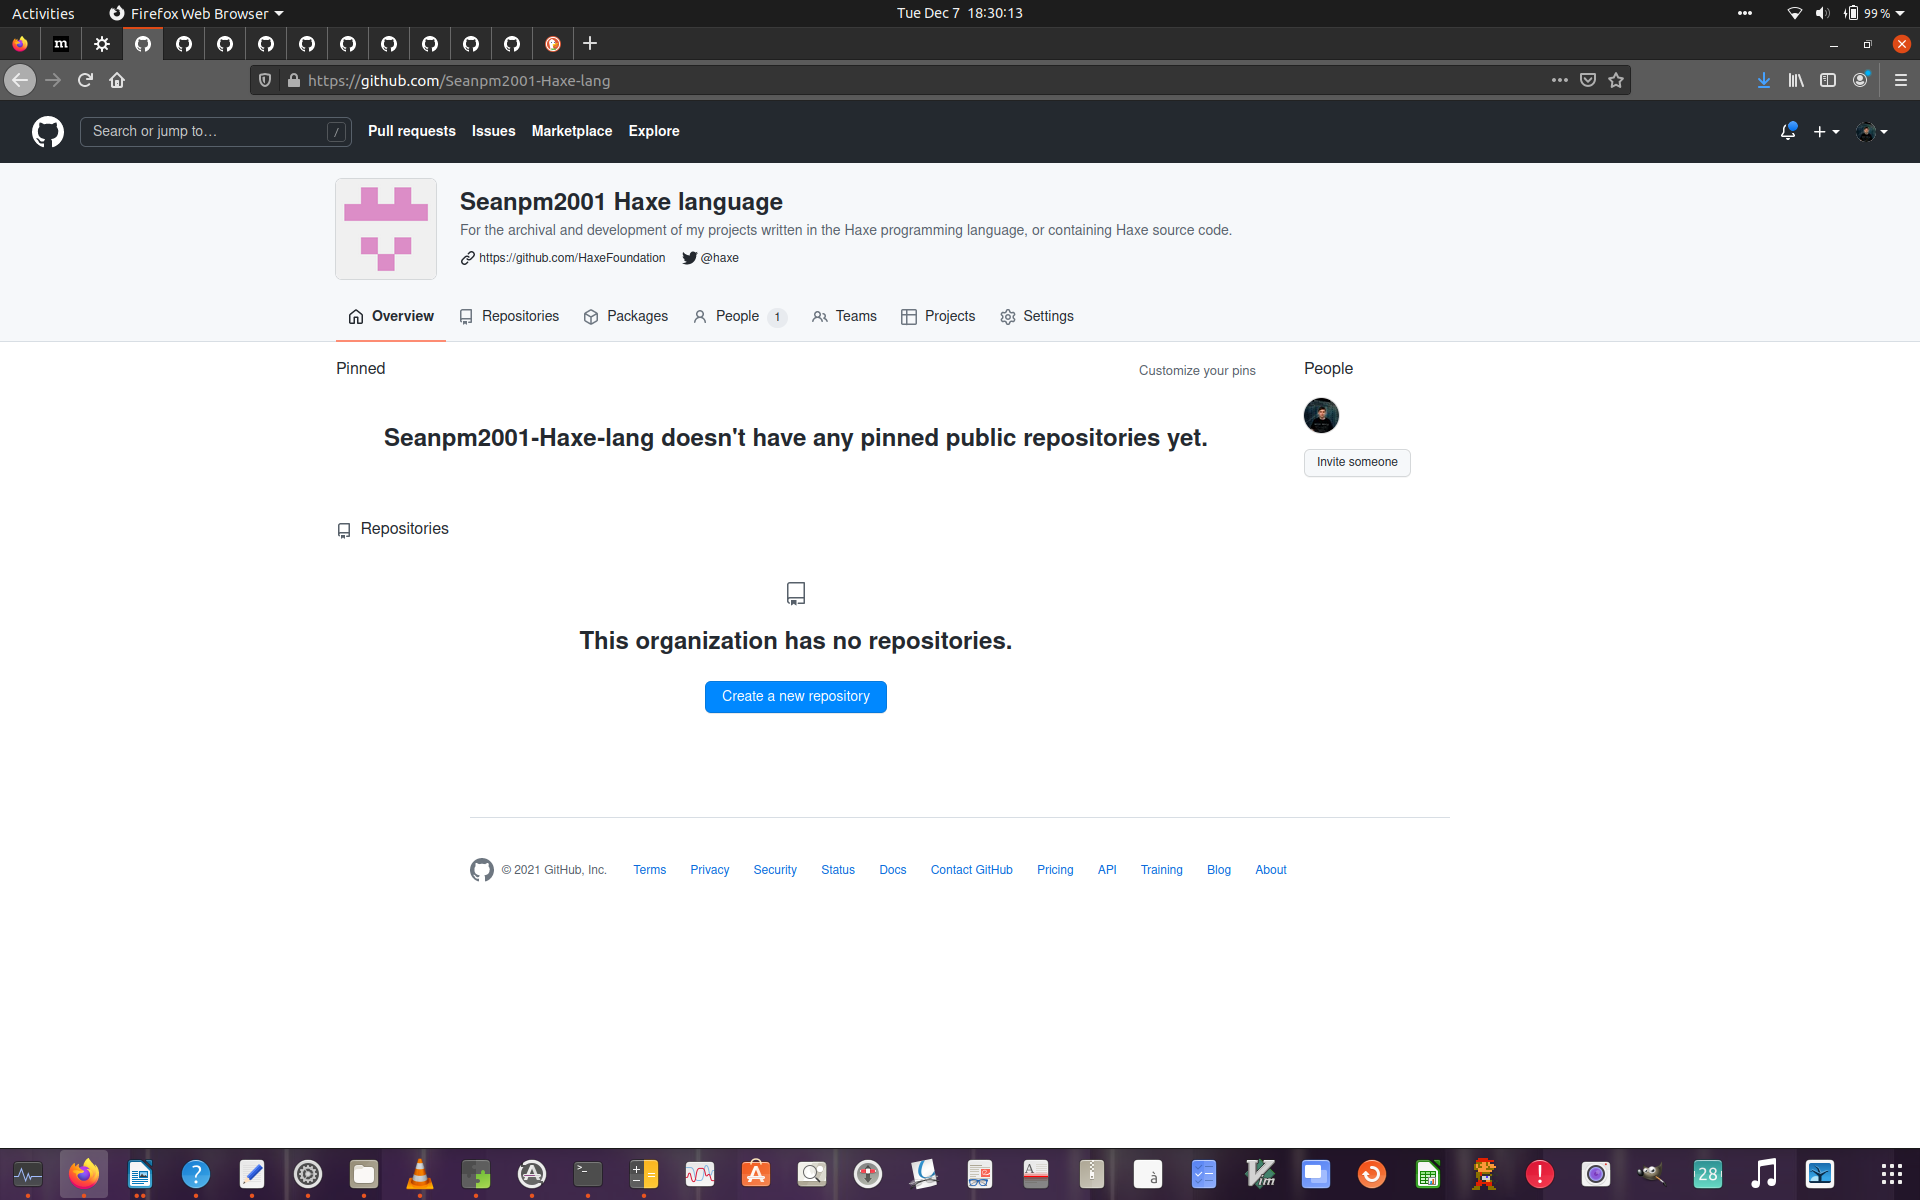 Activities Firefox Web Browser Tue Dec 7 18:30:13 99 %
m
https://github.com/Seanpm2001-Haxe-lang
Search or jump to… / Pull requests Issues Marketplace Explore
Seanpm2001 Haxe language
For the archival and development of my projects written in the Haxe programming language, or containing Haxe source code.
https://github.com/HaxeFoundation @haxe
Overview Repositories Packages People 1 Teams Projects Settings
Pinned Customize your pins People
Seanpm2001-Haxe-lang doesn't have any pinned public repositories yet.
Invite someone
Repositories
This organization has no repositories.
Create a new repository
© 2021 GitHub, Inc. Terms Privacy Security Status Docs Contact GitHub Pricing API Training Blog About
28